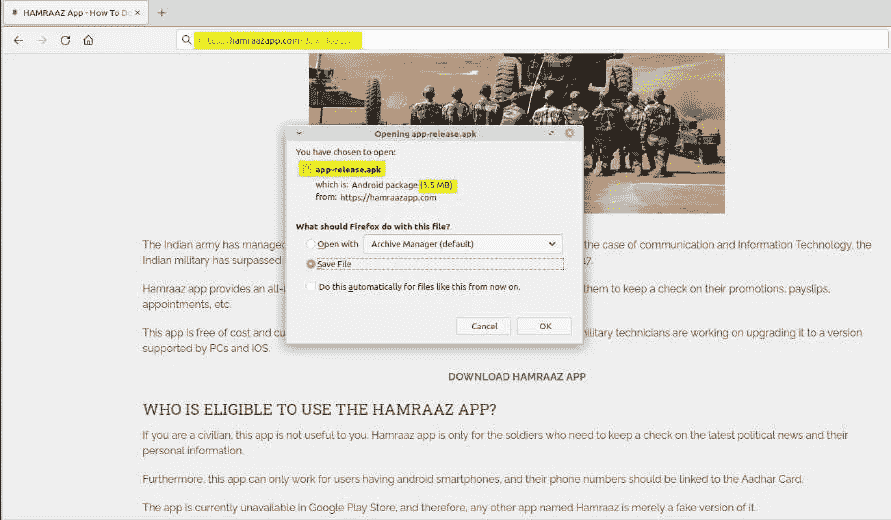 HAMRAAZ App - How To Do
hamraazapp.com
Opening app-release.apk
You have chosen to open:
app-release.apk
which is: Android package (3.5 MB)
from: https://hamraazapp.com
What should Firefox do with this file?
Open with Archive Manager (default)
Save File
Do this automatically for files like this from now on.
Cancel OK
The Indian army has managed the case of communication and Information Technology, the
Indian military has surpassed 17.
Hamraaz app provides an all- them to keep a check on their promotions, payslips,
appointments, etc.
This app is free of cost and military technicians are working on upgrading it to a version
supported by PCs and iOS.
DOWNLOAD HAMRAAZ APP
WHO IS ELIGIBLE TO USE THE HAMRAAZ APP?
If you are a civilian, this app is not useful to you. Hamraaz app is only for the soldiers who need to keep a check on the latest political news and their
personal information.
Furthermore, this app can only work for users having android smartphones, and their phone numbers should be linked to the Aadhar Card.
The app is currently unavailable in Google Play Store, and therefore, any other app named Hamraaz is merely a fake version of it.